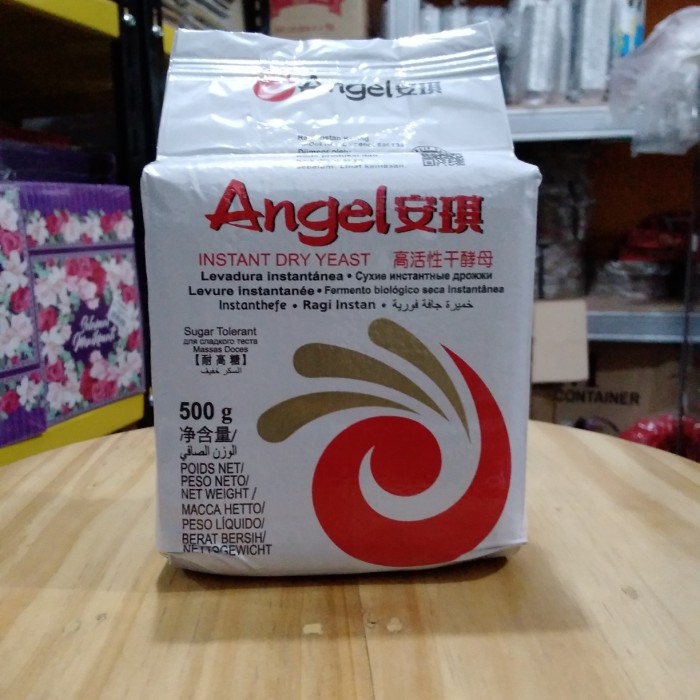 Angel安琪
Angel安琪
INSTANT DRY YEAST 高活性干酵母
Levadura instantánea • Сухие инстантные дрожжи
Levure instantanée • Fermento biológico seca Instantânea
Instanthefe • Ragi Instan • خميرة جافة فورية
Sugar Tolerant
для сладкого теста
Massas Doces
【耐高糖】
السكر خفيف
500 g
净含量/
الوزن الصافي/
POIDS NET/
PESO NETO/
NET WEIGHT /
МАССА НЕТТО/
PESO LÍQUIDO/
BERAT BERSIH/
NETTOGEWICHT
CONTAINER